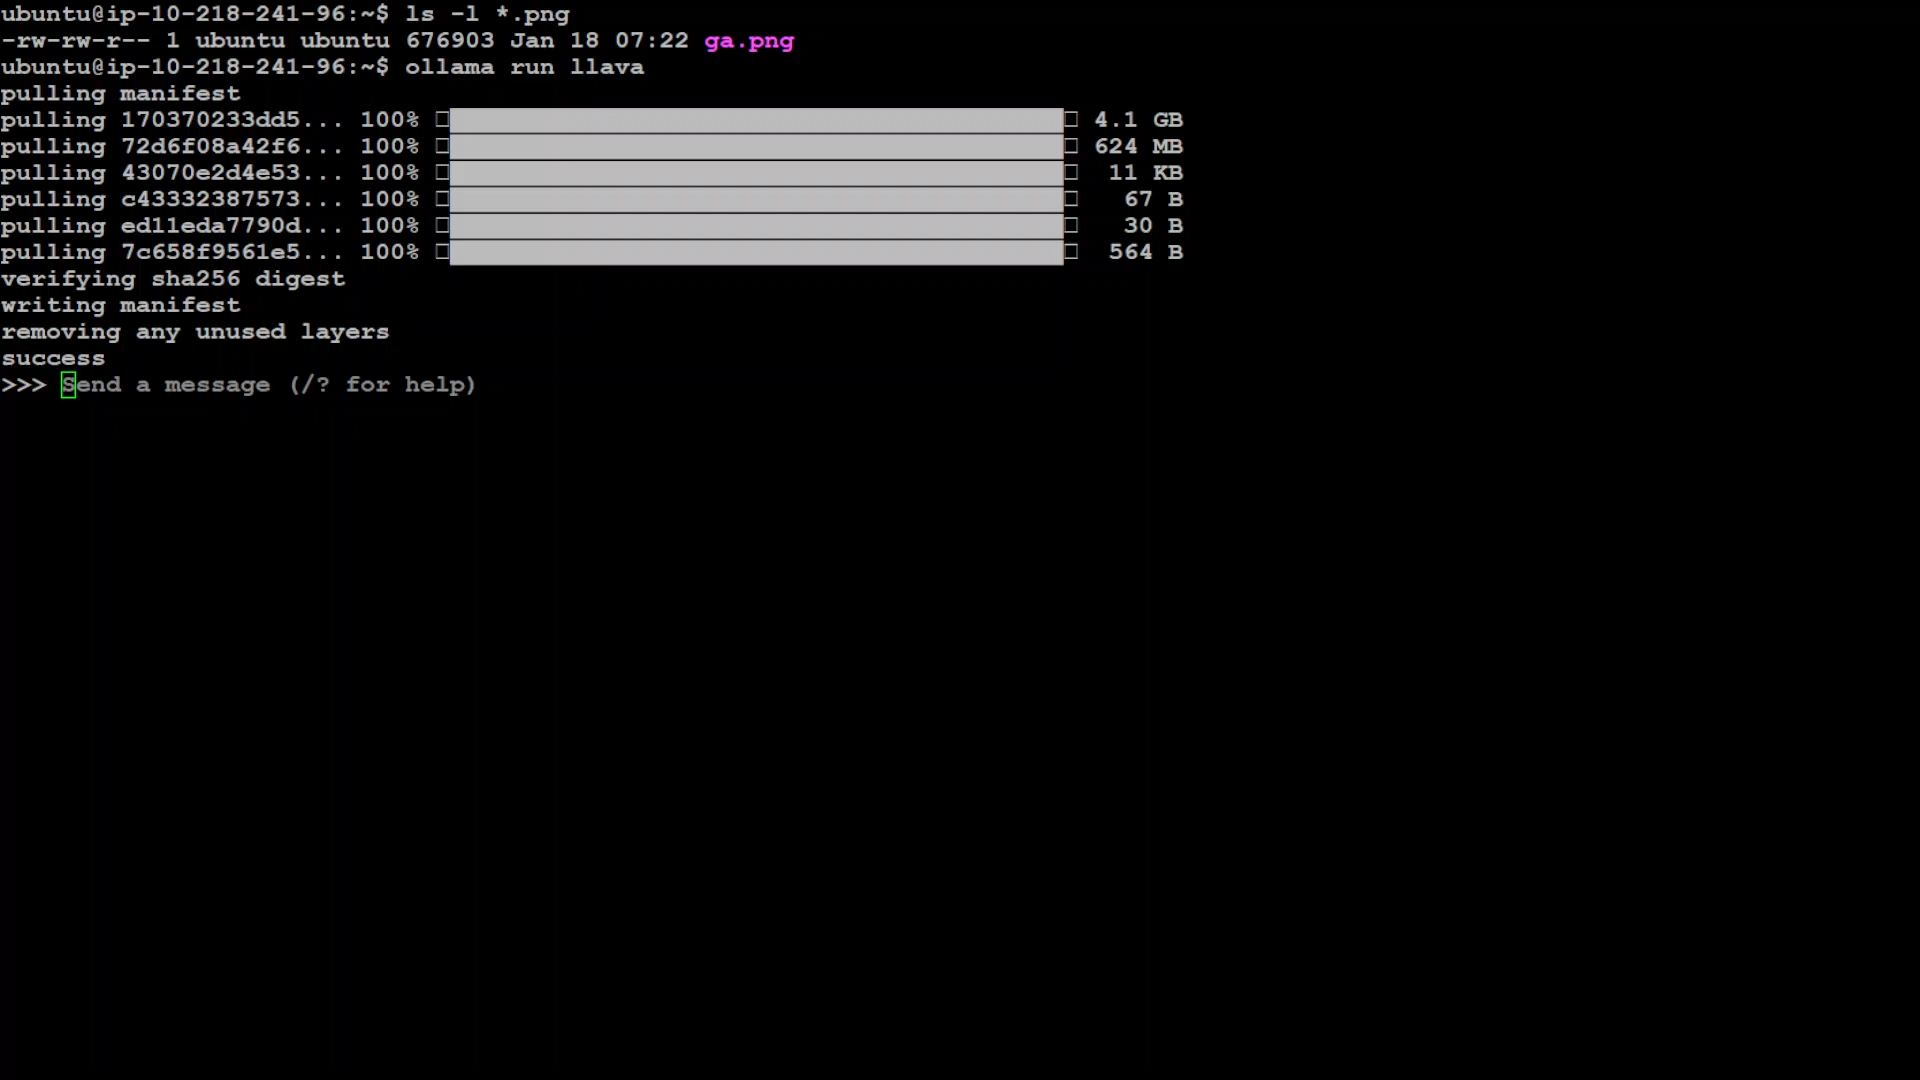 ubuntu@ip-10-218-241-96:~$ ls -l *.png
-rw-rw-r-- 1 ubuntu ubuntu 676903 Jan 18 07:22 ga.png
ubuntu@ip-10-218-241-96:~$ ollama run llava
pulling manifest
pulling 170370233dd5... 100% 4.1 GB
pulling 72d6f08a42f6... 100% 624 MB
pulling 43070e2d4e53... 100% 11 KB
pulling c43332387573... 100% 67 B
pulling ed11eda7790d... 100% 30 B
pulling 7c658f9561e5... 100% 564 B
verifying sha256 digest
writing manifest
removing any unused layers
success
>>> Send a message (/? for help)